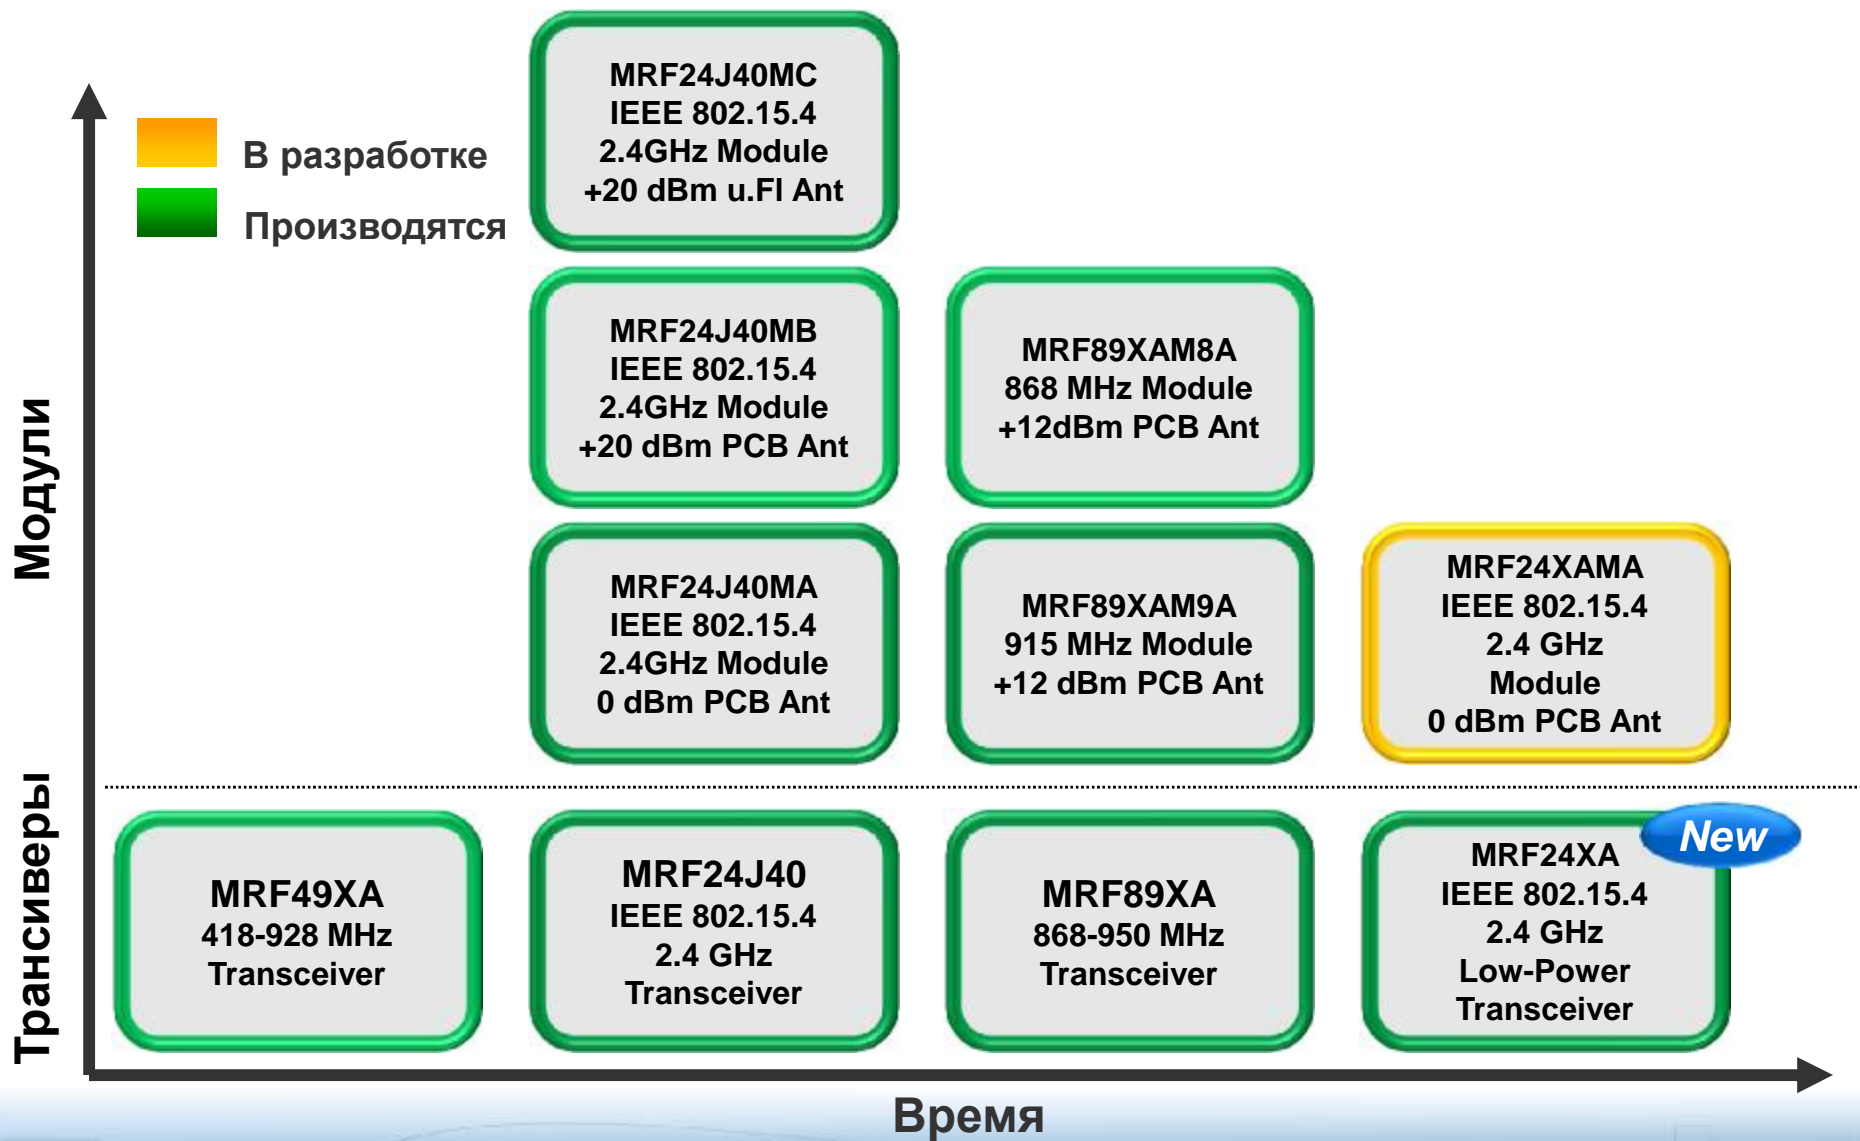 MRF24J40MC
IEEE 802.15.4
2.4GHz Module
+20 dBm u.Fl Ant
В разработке
Производятся
MRF24J40MB
IEEE 802.15.4
2.4GHz Module
+20 dBm PCB Ant
MRF89XAM8A
868 MHz Module
+12dBm PCB Ant
Модули
MRF24J40MA
IEEE 802.15.4
2.4GHz Module
0 dBm PCB Ant
MRF89XAM9A
915 MHz Module
+12 dBm PCB Ant
MRF24XAMA
IEEE 802.15.4
2.4 GHz
Module
0 dBm PCB Ant
Трансиверы
MRF49XA
418-928 MHz
Transceiver
MRF24J40
IEEE 802.15.4
2.4 GHz
Transceiver
MRF89XA
868-950 MHz
Transceiver
New
MRF24XA
IEEE 802.15.4
2.4 GHz
Low-Power
Transceiver
Время